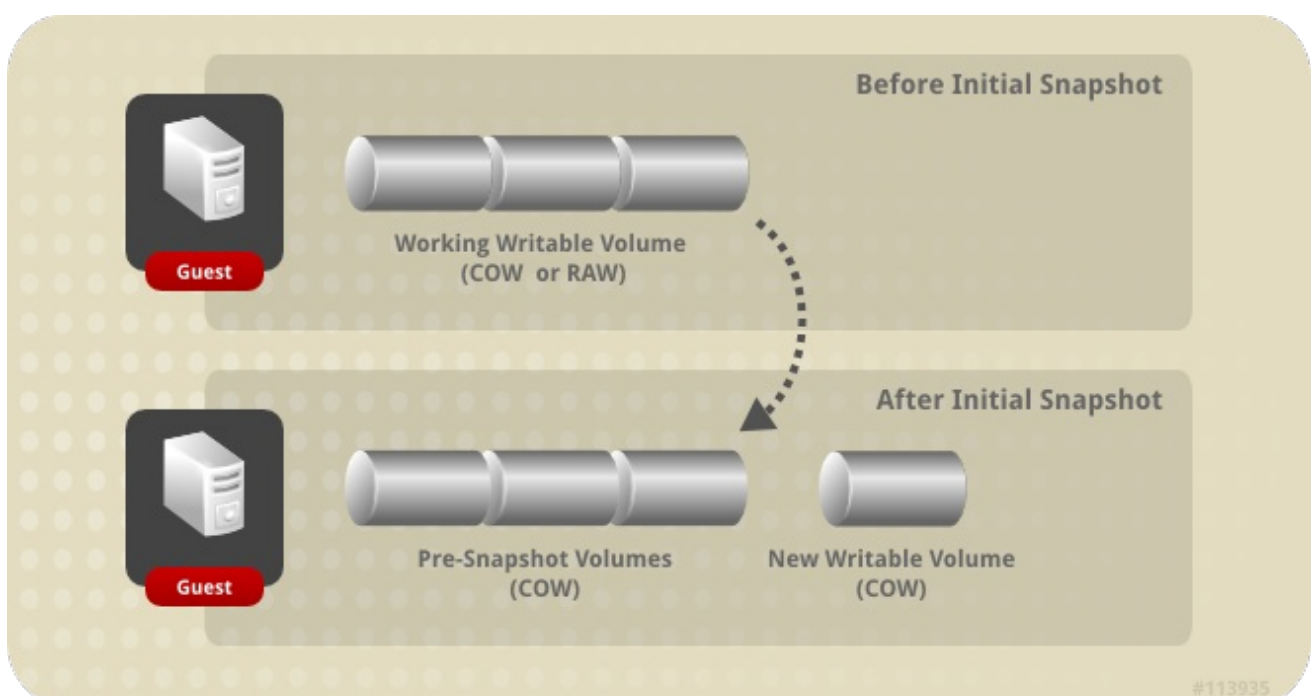 Before Initial Snapshot
Working Writable Volume
(COW or RAW)
Guest
After Initial Snapshot
Pre-Snapshot Volumes
(COW)
New Writable Volume
(COW)
Guest
#113935